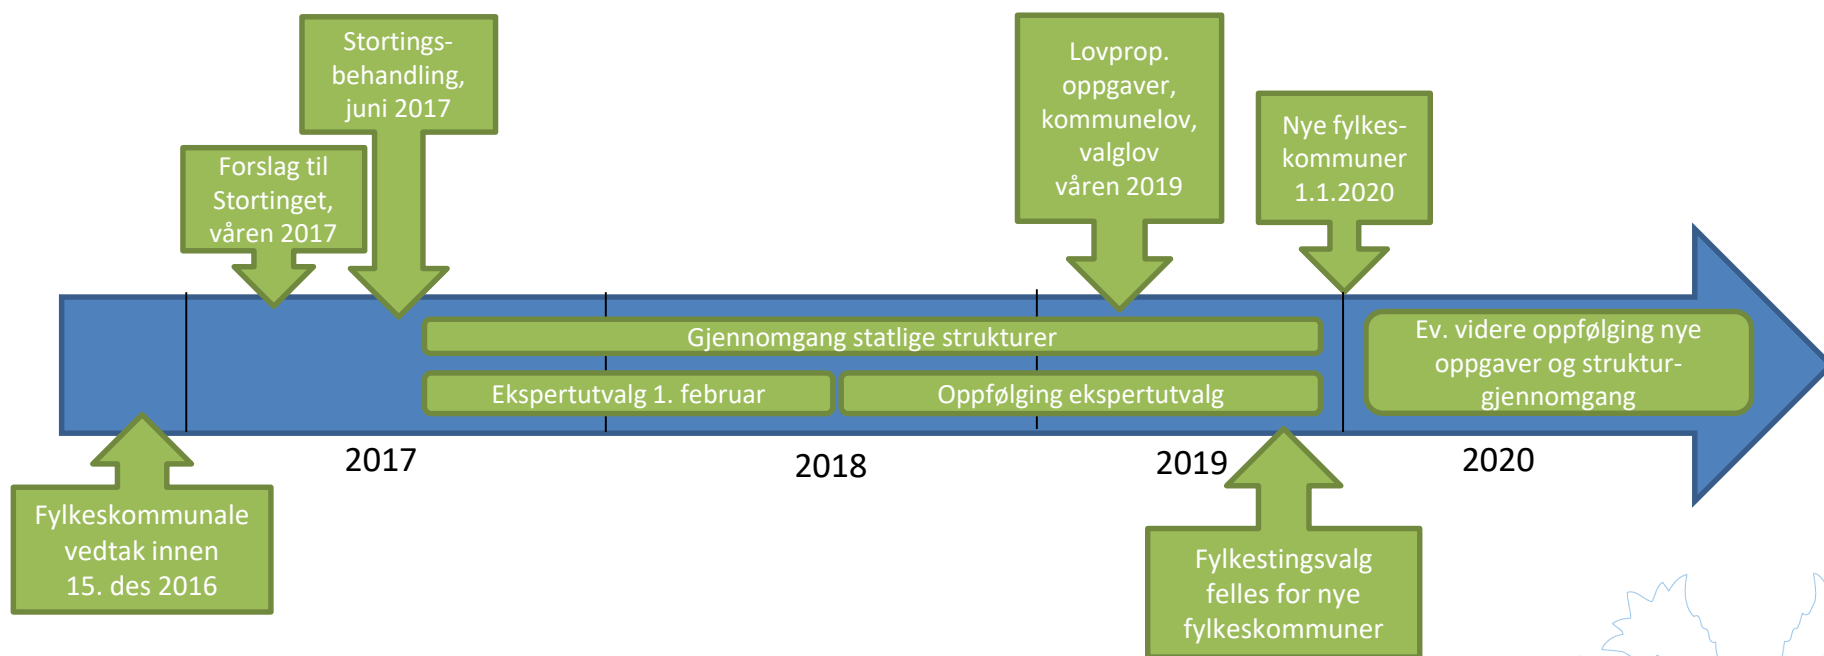 Stortings-
behandling,
juni 2017
Forslag til
Stortinget,
våren 2017
Lovprop.
oppgaver,
kommunelov,
valglov
våren 2019
Nye fylkes-
kommuner
1.1.2020
Gjennomgang statlige strukturer
Ekspertutvalg 1. februar
Oppfølging ekspertutvalg
Ev. videre oppfølging nye
oppgaver og struktur-
gjennomgang
2017
2018
2019
2020
Fylkeskommunale
vedtak innen
15. des 2016
Fylkestingsvalg
felles for nye
fylkeskommuner